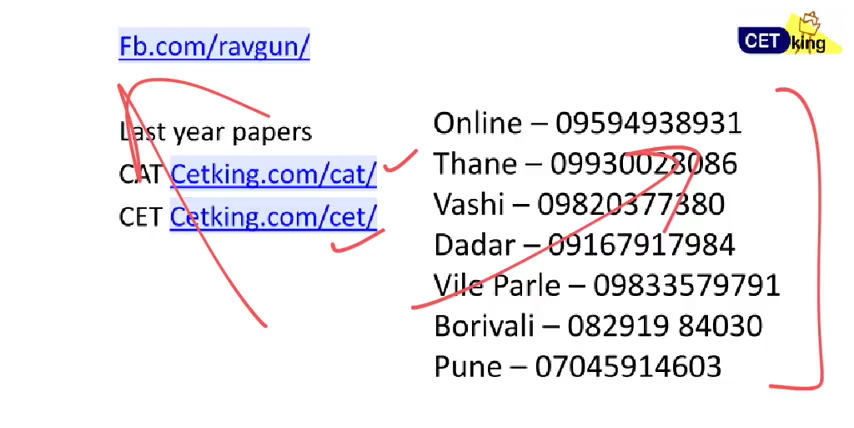 Fb.com/ravgun/
CET king
Last year papers
CAT Cetking.com/cat/
CET Cetking.com/cet/
Online – 09594938931
Thane – 09930028086
Vashi – 09820377380
Dadar – 09167917984
Vile Parle – 09833579791
Borivali – 082919 84030
Pune – 07045914603